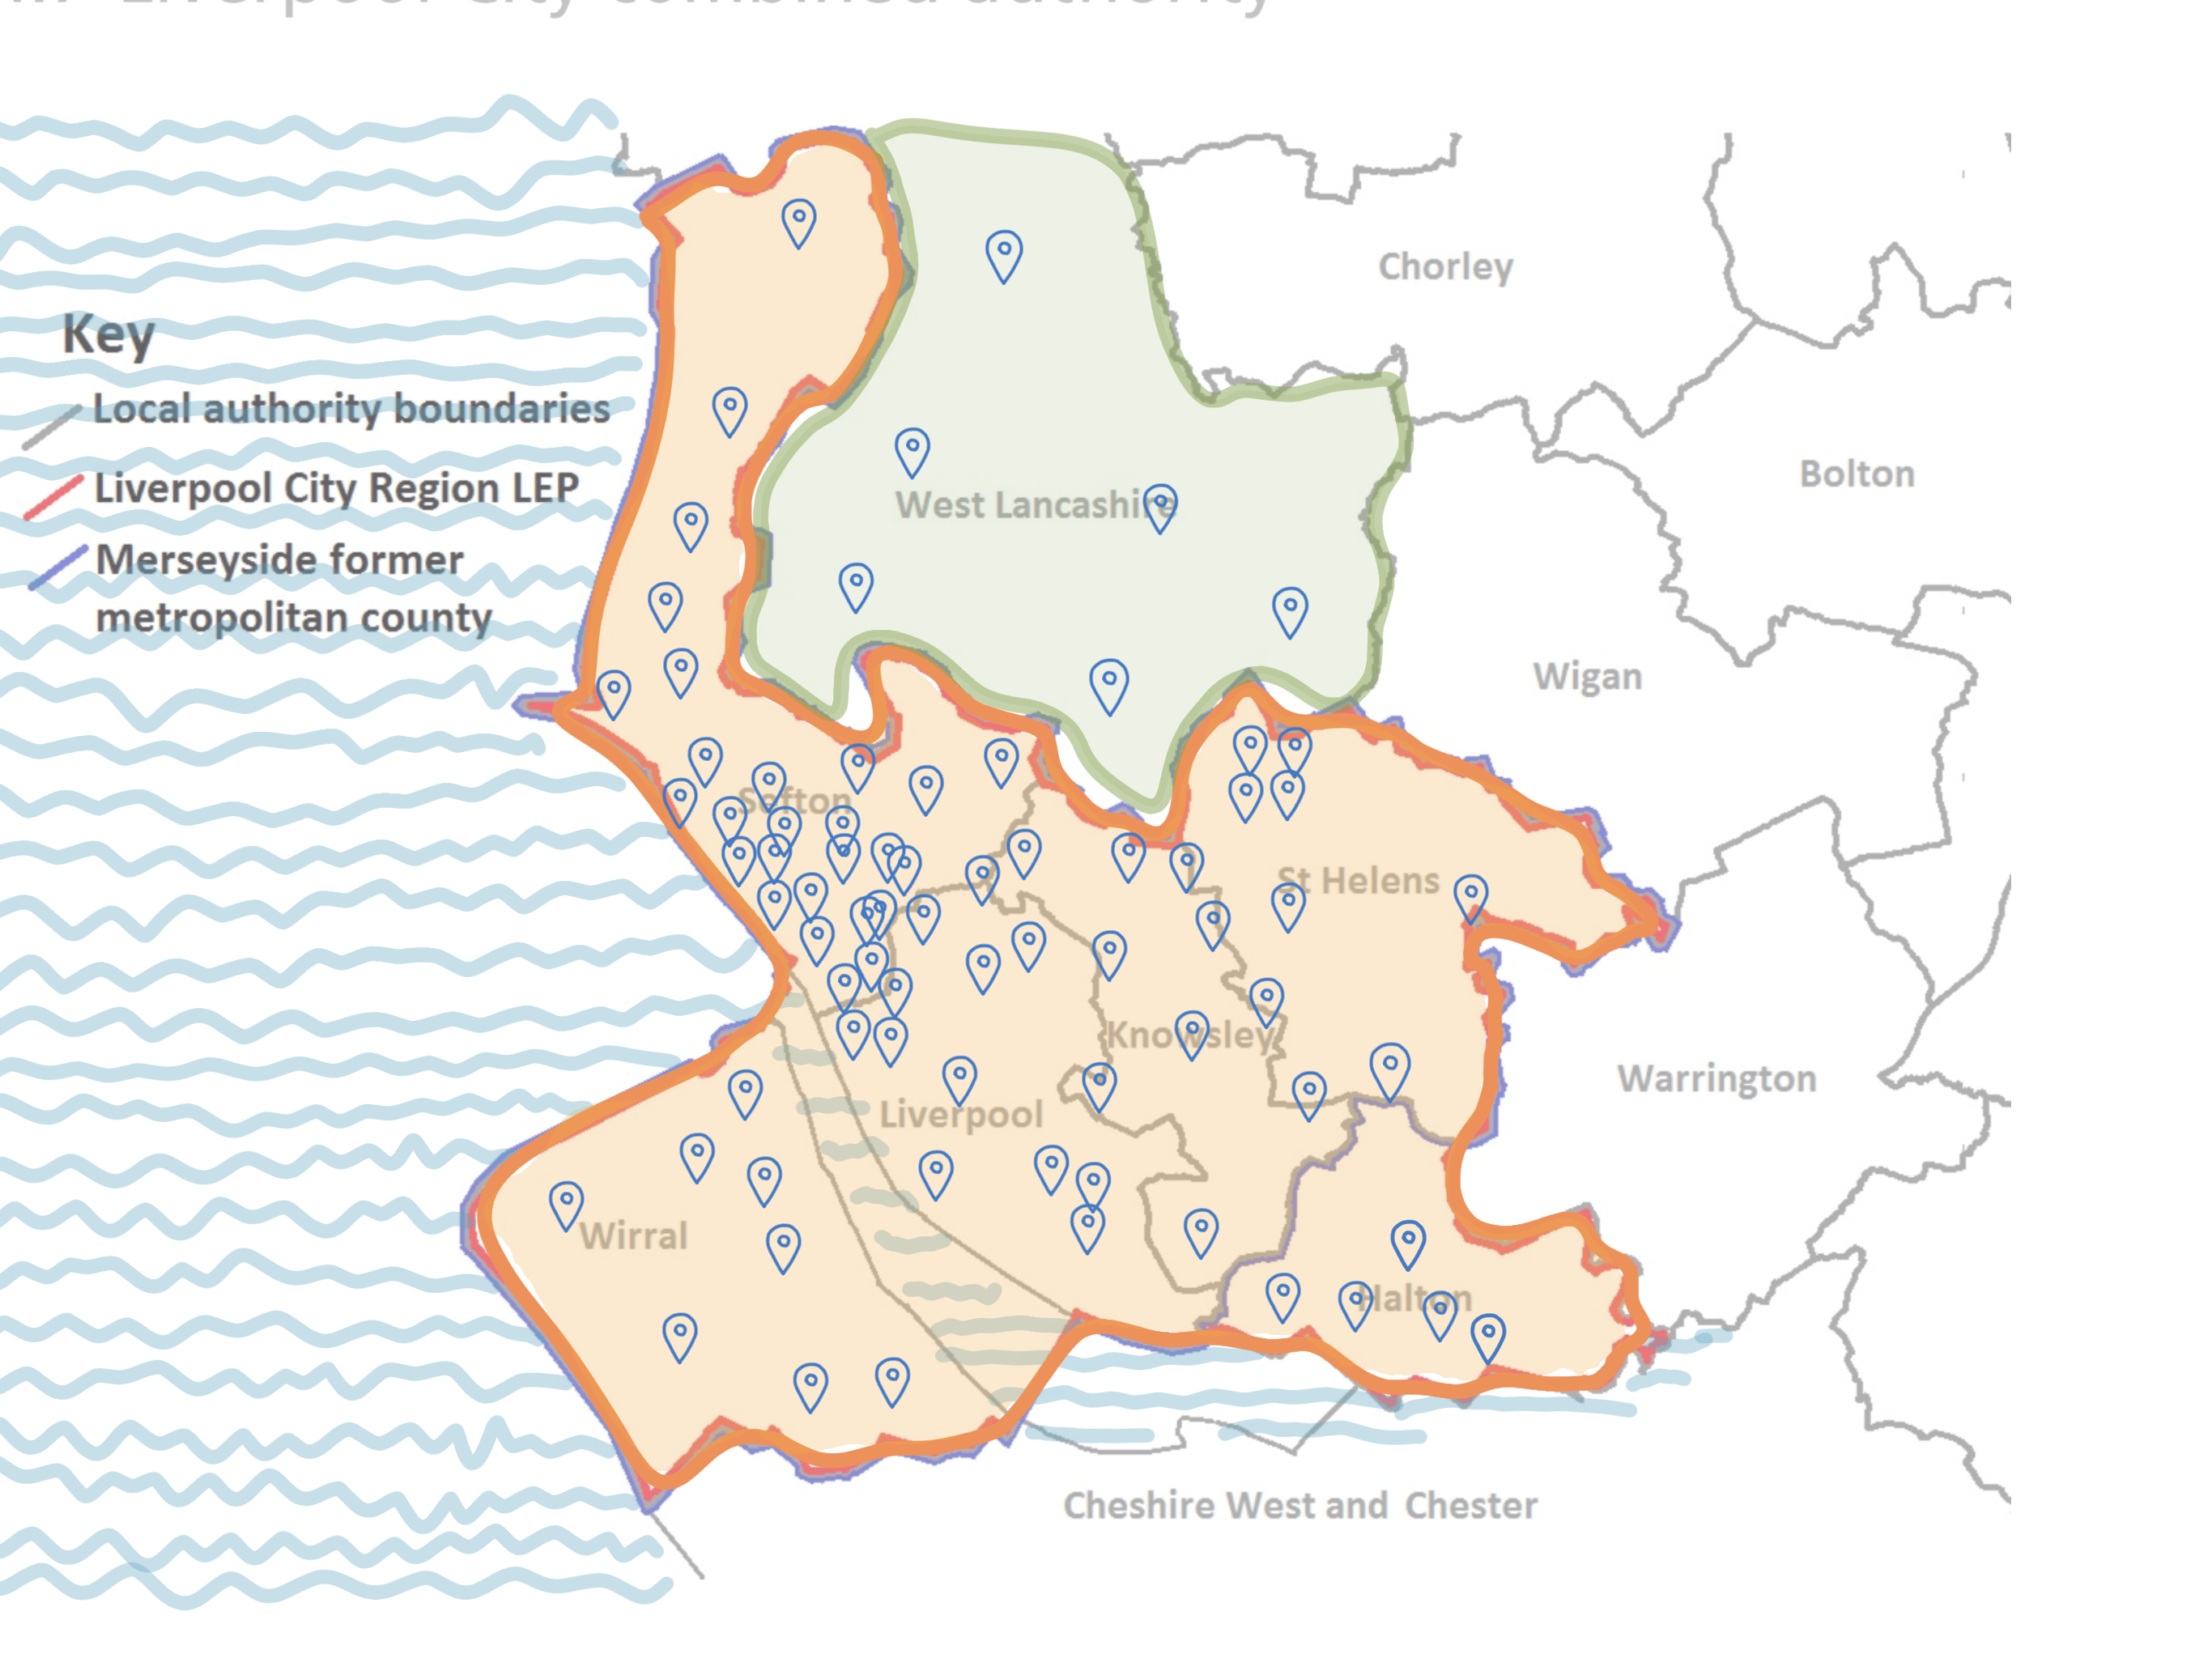 Liverpool City combined authority
Key
Local authority boundaries
Liverpool City Region LEP
Merseyside former
metropolitan county
Chorley
Bolton
West Lancashire
Wigan
Sefton
St Helens
Knowsley
Warrington
Liverpool
Wirral
Halton
Cheshire West and Chester